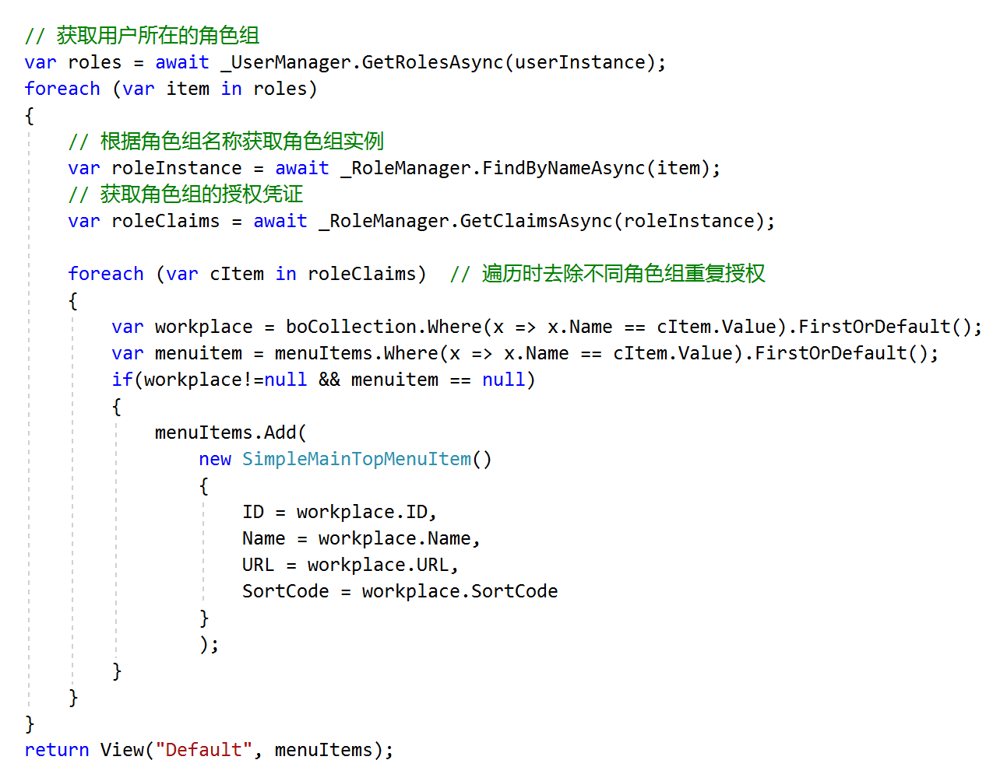 // 获取用户所在的角色组
var roles = await _UserManager.GetRolesAsync(userInstance);
foreach (var item in roles)
{
    // 根据角色组名称获取角色组实例
    var roleInstance = await _RoleManager.FindByNameAsync(item);
    // 获取角色组的授权凭证
    var roleClaims = await _RoleManager.GetClaimsAsync(roleInstance);

    foreach (var cItem in roleClaims)  // 遍历时去除不同角色组重复授权
    {
        var workplace = boCollection.Where(x => x.Name == cItem.Value).FirstOrDefault();
        var menuitem = menuItems.Where(x => x.Name == cItem.Value).FirstOrDefault();
        if(workplace!=null && menuitem == null)
        {
            menuItems.Add(
                new SimpleMainTopMenuItem()
                {
                    ID = workplace.ID,
                    Name = workplace.Name,
                    URL = workplace.URL,
                    SortCode = workplace.SortCode
                }
                );
        }
    }
}
return View("Default", menuItems);